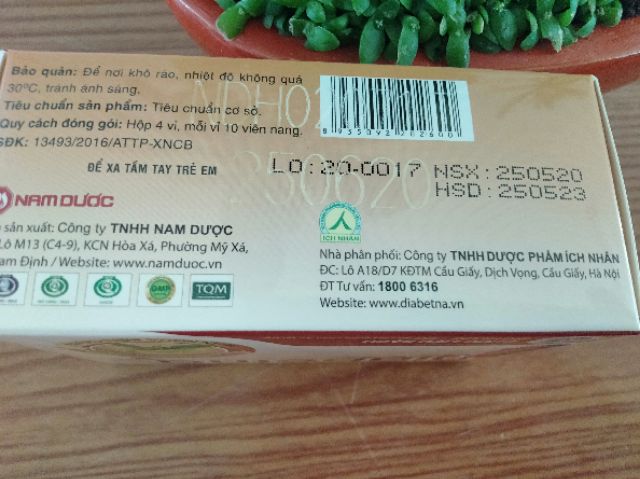 Bảo quản: Để nơi khô ráo, nhiệt độ không quá
30ºC, tránh ánh sáng.
Tiêu chuẩn sản phẩm: Tiêu chuẩn cơ sở.
Quy cách đóng gói: Hộp 4 vỉ, mỗi vỉ 10 viên nang.
SĐK: 13493/2016/ATTP-XNCB
ĐỂ XA TẦM TAY TRẺ EM
NDH02
250620
LO: 20-0017 NSX: 250520
HSD: 250523
NAM DƯỢC
sản xuất: Công ty TNHH NAM DƯỢC
Lô M13 (C4-9), KCN Hòa Xá, Phường Mỹ Xá,
am Định / Website: www.namduoc.vn
GMP
TQM
ÍCH NHÂN
Nhà phân phối: Công ty TNHH DƯỢC PHẨM ÍCH NHÂN
ĐC: Lô A18/D7 KĐTM Cầu Giấy, Dịch Vọng, Cầu Giấy, Hà Nội
ĐT Tư vấn: 1800 6316
Website: www.diabetna.vn